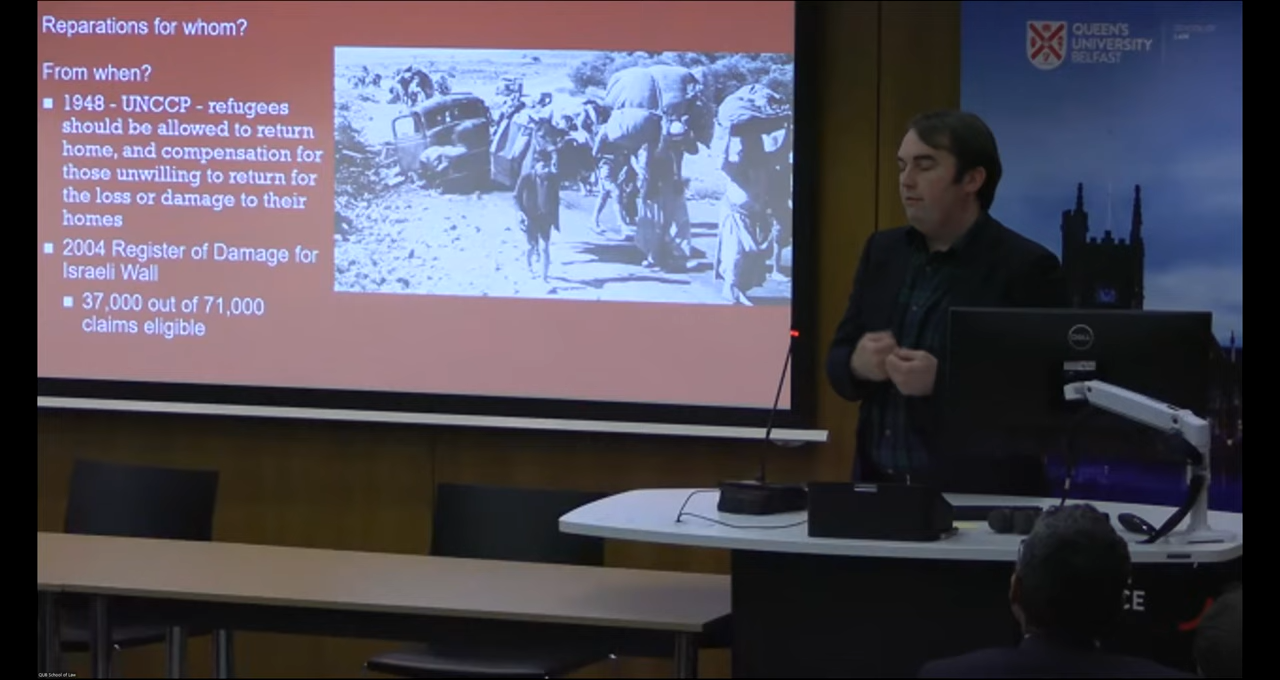 Reparations for whom?
From when?
■ 1948 - UNCCP - refugees
should be allowed to return
home, and compensation for
those unwilling to return for
the loss or damage to their
homes
■ 2004 Register of Damage for
Israeli Wall
■ 37,000 out of 71,000
claims eligible
QUEEN'S
UNIVERSITY
BELFAST
DELL
CE
QUB School of Law